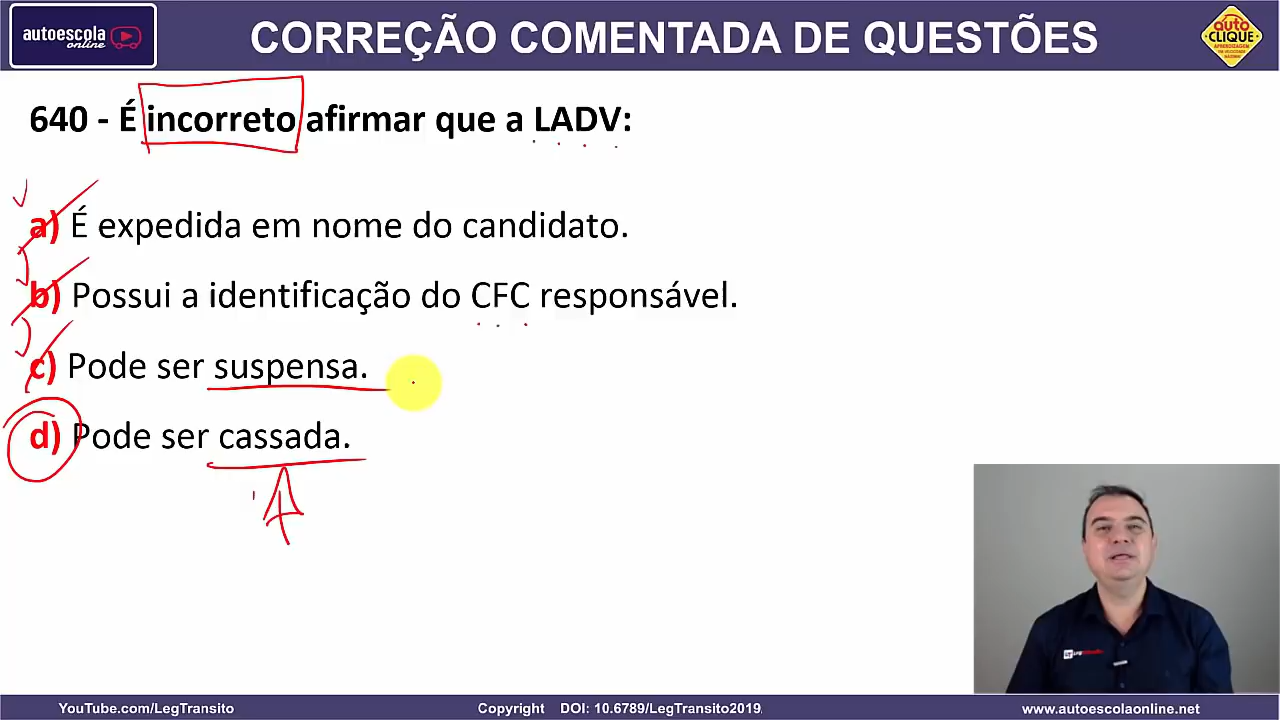 autoescola
online
CORREÇÃO COMENTADA DE QUESTÕES
auto
CLIQUE
640 - É incorreto afirmar que a LADV:
a) É expedida em nome do candidato.
b) Possui a identificação do CFC responsável.
c) Pode ser suspensa.
d) Pode ser cassada.
YouTube.com/LegTransito
Copyright DOI: 10.6789/LegTransito2019.
www.autoescolaonline.net